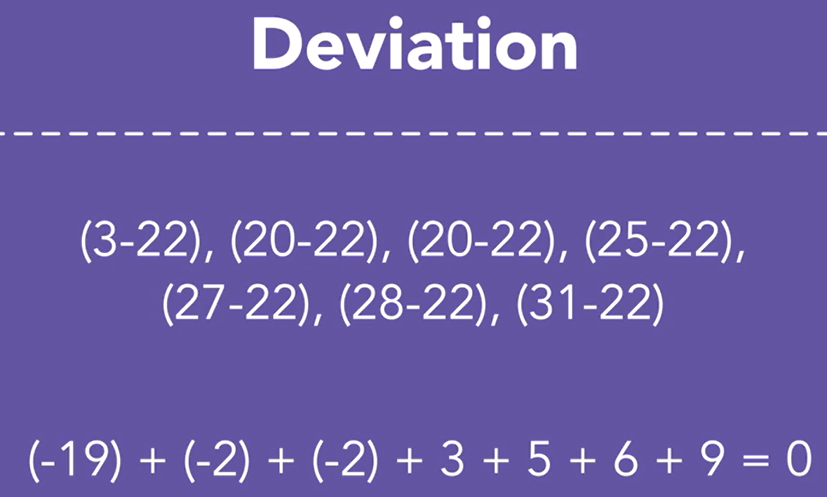 Deviation
(3-22), (20-22), (20-22), (25-22),
(27-22), (28-22), (31-22)
(-19) + (-2) + (-2) + 3 + 5 + 6 + 9 = 0